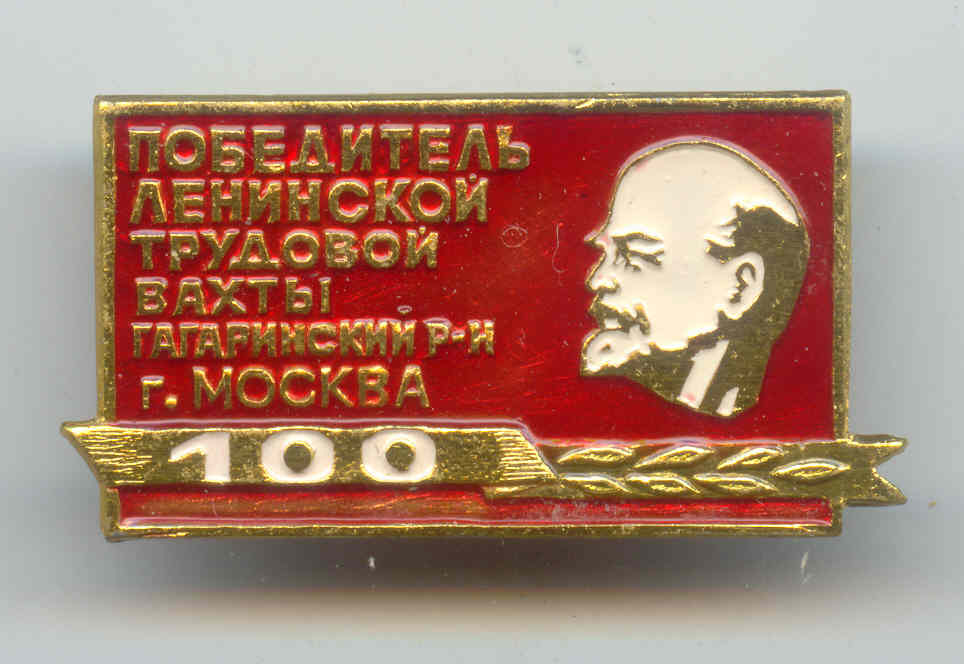 ПОБЕДИТЕЛЬ
ЛЕНИНСКОЙ
ТРУДОВОЙ
ВАХТЫ
ГАГАРИНСКИЙ Р-Н
г. МОСКВА
100